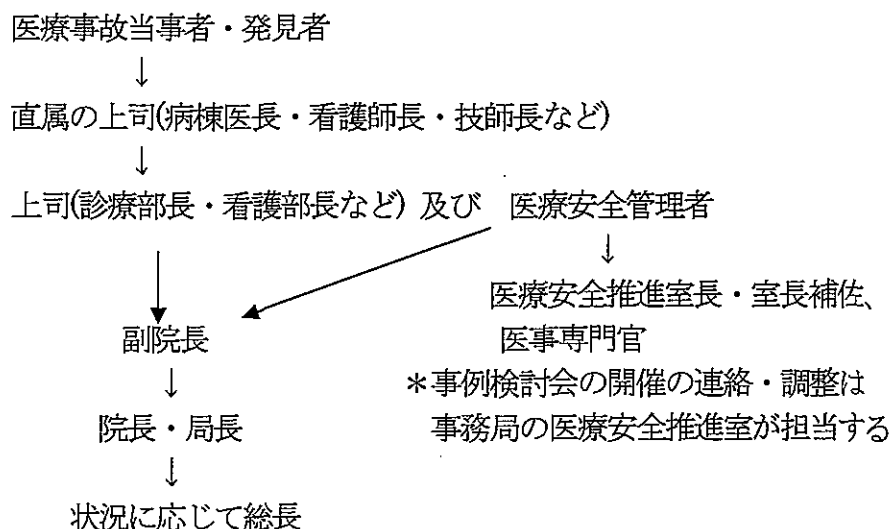 医療事故当事者・発見者
↓
直属の上司(病棟医長・看護師長・技師長など)
↓
上司(診療部長・看護部長など) 及び 医療安全管理者
↓
医療安全推進室長・室長補佐、
副院長 医事専門官
↓ *事例検討会の開催の連絡・調整は
院長・局長 事務局の医療安全推進室が担当する
↓
状況に応じて総長